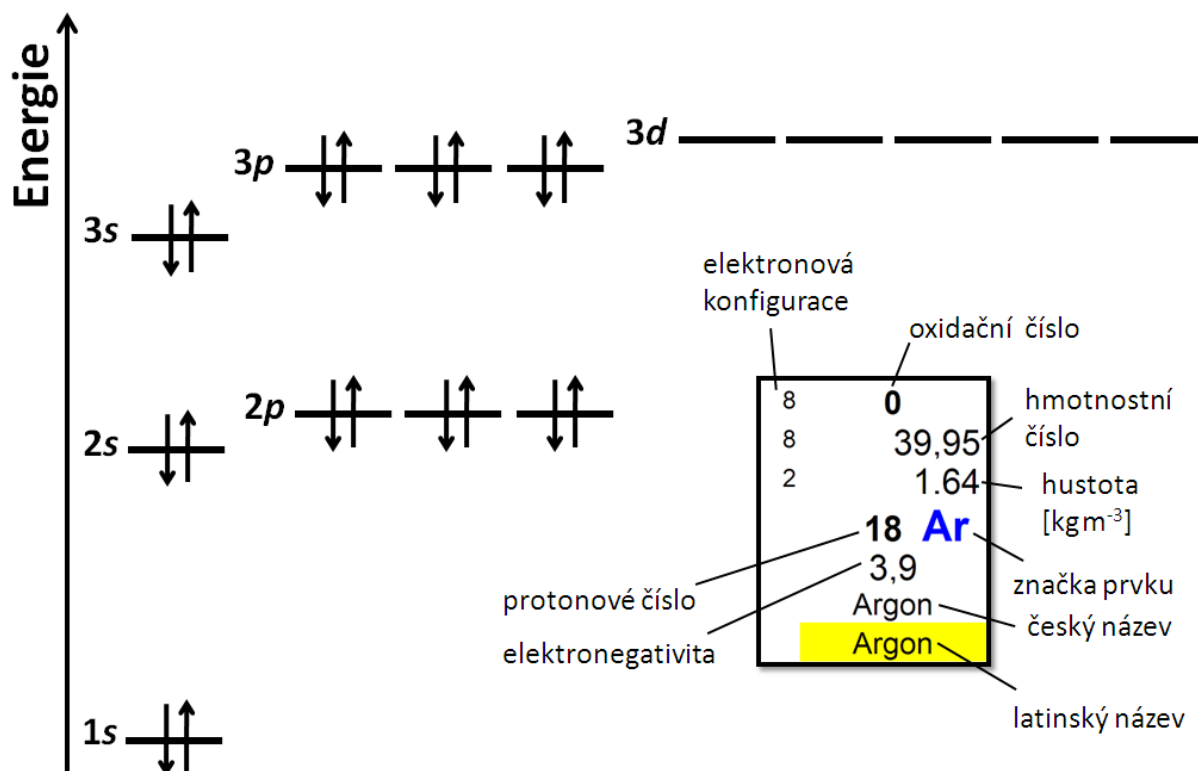 Energie
3d
3p
3s
2p
2s
1s
elektronová
konfigurace
oxidační číslo
hmotnostní
číslo
hustota
[kgm-3]
značka prvku
český název
latinský název
protonové číslo
elektronegativita
8 0
8 39,95
2 1.64
18 Ar
3,9
Argon
Argon